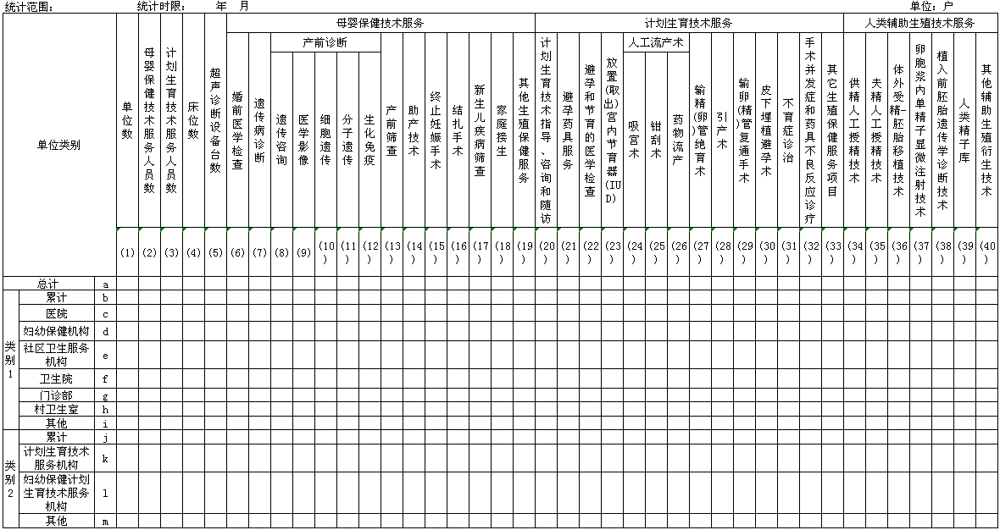 统计范围： 统计时限： 年 月 单位：户
单位类别
单位数
母婴保健技术服务人员数
计划生育技术服务人员数
床位数
超声诊断设备台数
母婴保健技术服务
婚前医学检查
遗传病诊断
产前诊断
遗传咨询
医学影像
细胞遗传
分子遗传
生化免疫
产前筛查
助产技术
终止妊娠手术
结扎手术
新生儿疾病筛查
家庭接生
其他生殖保健服务
计划生育技术服务
计划生育技术指导、咨询和随访
避孕药具服务
避孕和节育的医学检查
放置(取出)宫内节育器(IUD)
人工流产术
吸宫术
钳刮术
药物流产
输精(卵)管绝育术
引产术
输卵(精)管复通手术
皮下埋植避孕术
不育症诊治
手术并发症和药具不良反应诊疗
其它生殖保健服务项目
人类辅助生殖技术服务
供精人工授精技术
夫精人工授精技术
体外受精-胚胎移植技术
卵胞浆内单精子显微注射技术
植入前胚胎遗传学诊断技术
人类精子库
其他辅助生殖衍生技术
(1) (2) (3) (4) (5) (6) (7) (8) (9) (10) (11) (12) (13) (14) (15) (16) (17) (18) (19) (20) (21) (22) (23) (24) (25) (26) (27) (28) (29) (30) (31) (32) (33) (34) (35) (36) (37) (38) (39) (40)
总计 a
类别1
累计 b
医院 c
妇幼保健机构 d
社区卫生服务
机构 e
卫生院 f
门诊部 g
村卫生室 h
其他 i
类别2
累计 j
计划生育技术
服务机构 k
妇幼保健计划
生育技术服务 l
机构
其他 m